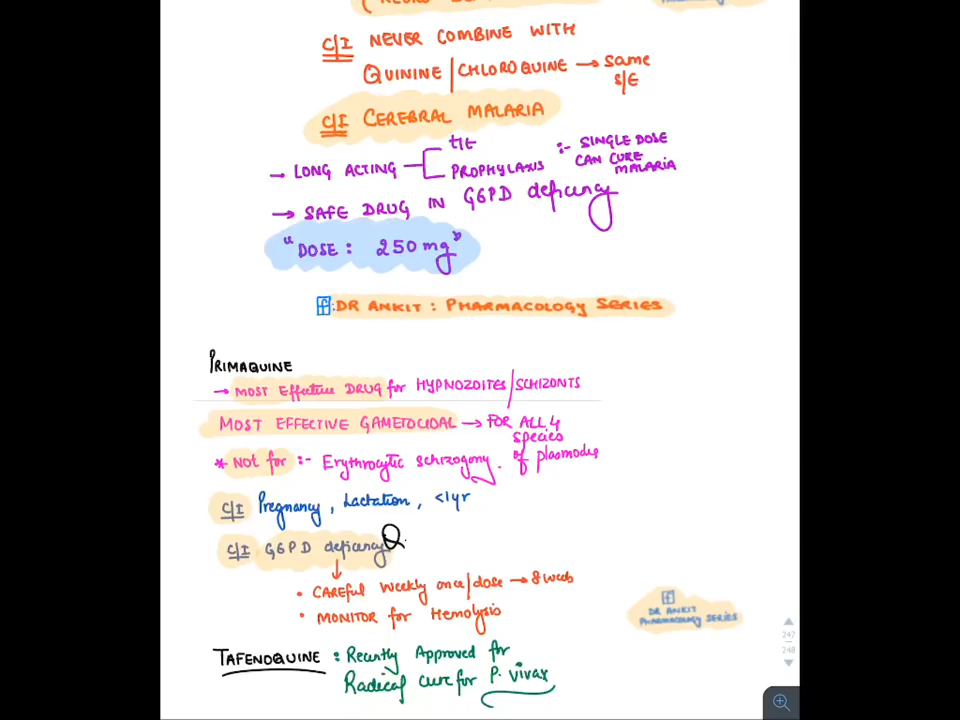 C/I NEVER COMBINE WITH
QUININE / CHLOROQUINE → same
S/E
C/I CEREBRAL MALARIA
→ LONG ACTING
t/t
PROPHYLAXIS
:- SINGLE DOSE
CAN CURE
MALARIA
→ SAFE DRUG IN G6PD deficiency
"DOSE : 250 mg"
f :DR ANKIT : PHARMACOLOGY SERIES
PRIMAQUINE
→ MOST Effective DRUG for HYPNOZOITES / SCHIZONTS
MOST EFFECTIVE GAMETOCIDAL → FOR ALL 4
species
of plasmodes
* Not for :- Erythrocytic schizogony.
C/I Pregnancy, Lactation, <1yr
C/I G6PD deficiency Q.
↓
• CAREful weekly once/dose → 8 week
• MONITOR for Hemolysis
f
DR ANKIT
PHARMACOLOGY SERIES
TAFENOQUINE : Recently Approved for
Radical cure for P. vivax
247
248